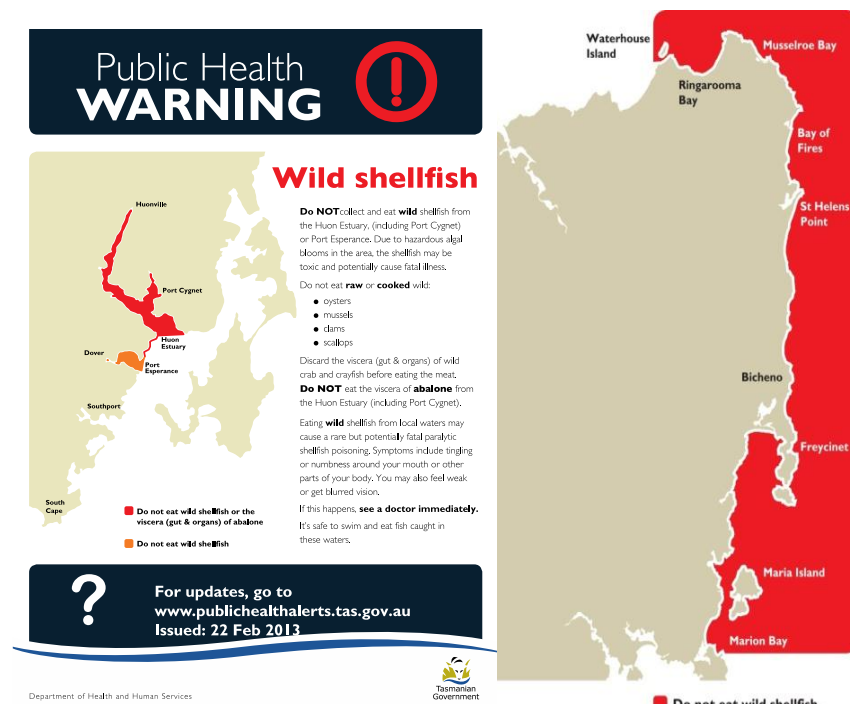 Public Health
WARNING
Wild shellfish
Do NOTcollect and eat wild shellfish from
the Huon Estuary, (including Port Cygnet)
or Port Esperance. Due to hazardous algal
blooms in the area, the shellfish may be
toxic and potentially cause fatal illness.
Do not eat raw or cooked wild:
• oysters
• mussels
• clams
• scallops
Discard the viscera (gut & organs) of wild
crab and crayfish before eating the meat.
Do NOT eat the viscera of abalone from
the Huon Estuary (including Port Cygnet).
Eating wild shellfish from local waters may
cause a rare but potentially fatal paralytic
shellfish poisoning. Symptoms include tingling
or numbness around your mouth or other
parts of your body. You may also feel weak
or get blurred vision.
If this happens, see a doctor immediately.
It's safe to swim and eat fish caught in
these waters.
Huonville
Port Cygnet
Huon
Estuary
Dover
Port
Esperance
Southport
South
Cape
Do not eat wild shellfish or the
viscera (gut & organs) of abalone
Do not eat wild shellfish
?
For updates, go to
www.publichealthalerts.tas.gov.au
Issued: 22 Feb 2013
Department of Health and Human Services
Tasmanian
Government
Waterhouse
Island
Musselroe Bay
Ringarooma
Bay
Bay of
Fires
St Helens
Point
Bicheno
Freycinet
Maria Island
Marion Bay
Do not eat wild shellfish